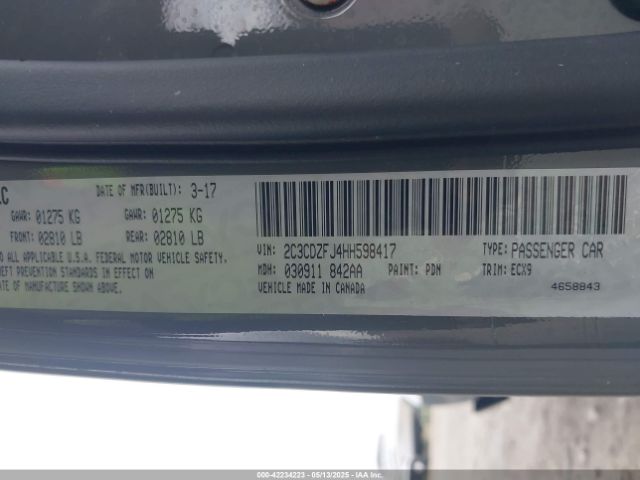 LC DATE OF MFR(BUILT): 3-17
GAWR: 01275 KG GAWR: 01275 KG
FRONT: 02810 LB REAR: 02810 LB
TO ALL APPLICABLE U.S.A. FEDERAL MOTOR VEHICLE SAFETY,
THEFT PREVENTION STANDARDS IN EFFECT ON THE
DATE OF MANUFACTURE SHOWN ABOVE.
VIN: 2C3CDZFJ4HH598417 TYPE: PASSENGER CAR
MDH: 030911 842AA PAINT: PDN TRIM: ECX9
VEHICLE MADE IN CANADA 4658843
000-42234223 - 05/13/2025 - IAA Inc.